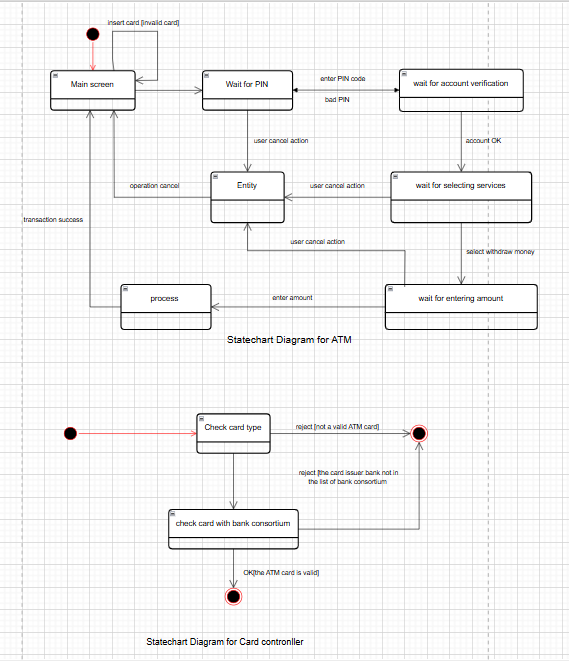 insert card [invalid card]
Main screen
Wait for PIN
enter PIN code
bad PIN
wait for account verification
user cancel action
account OK
operation cancel
Entity
user cancel action
wait for selecting services
transaction success
user cancel action
select withdraw money
process
enter amount
wait for entering amount
Statechart Diagram for ATM
Check card type
reject [not a valid ATM card]
reject [the card issuer bank not in
the list of bank consortium
check card with bank consortium
OK[the ATM card is valid]
Statechart Diagram for Card contronller